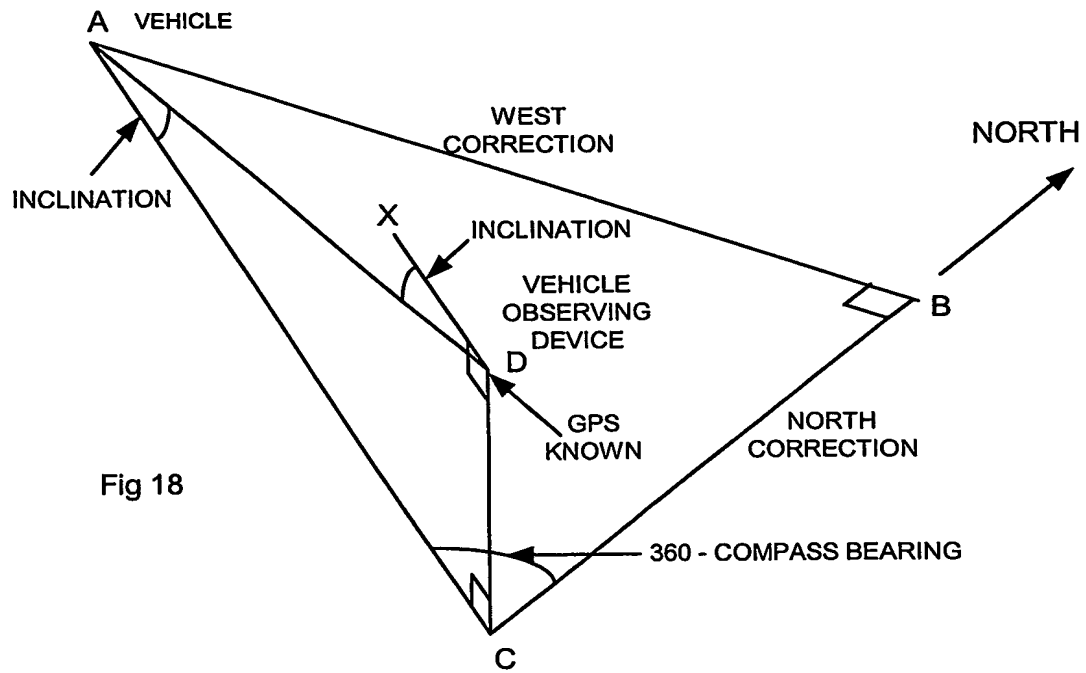 A VEHICLE
WEST
CORRECTION
NORTH
INCLINATION
X
INCLINATION
VEHICLE
OBSERVING
DEVICE
B
D
GPS
KNOWN
NORTH
CORRECTION
Fig 18
360 - COMPASS BEARING
C